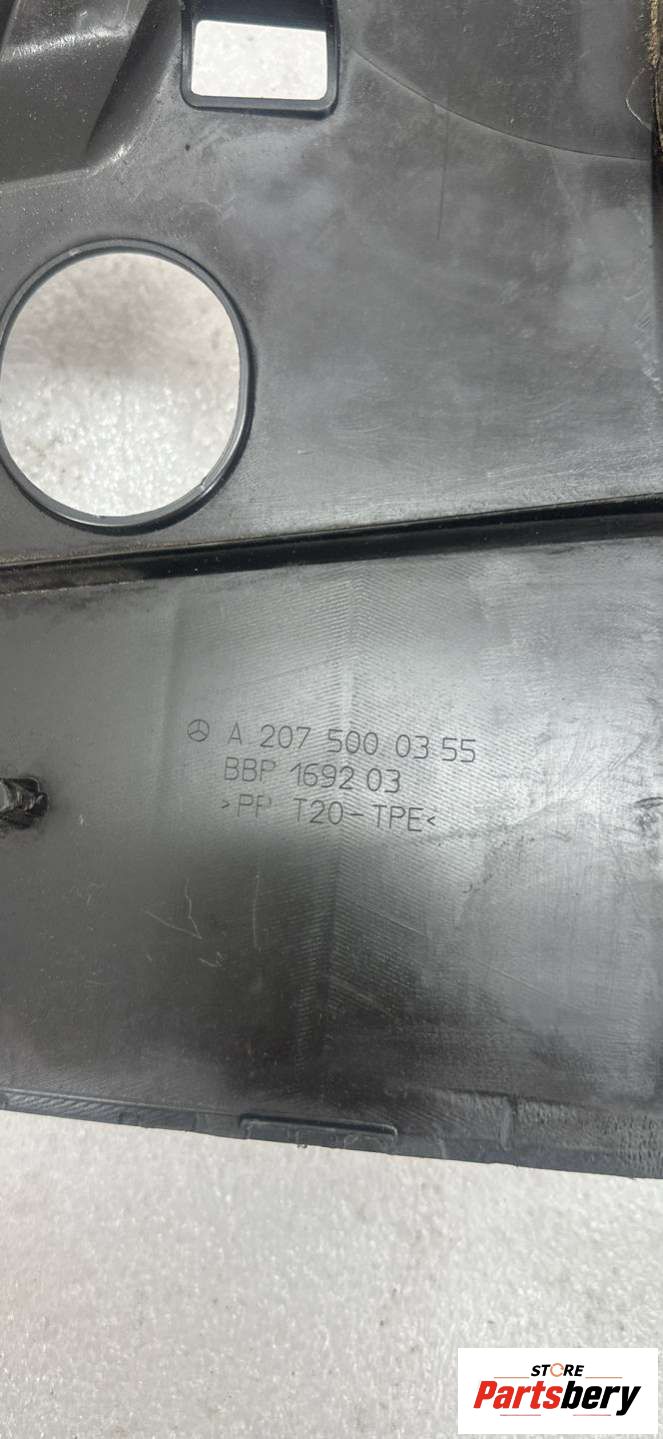 A 207 500 03 55
BBP 1692 03
>PP T20-TPE<
STORE
Partsbery